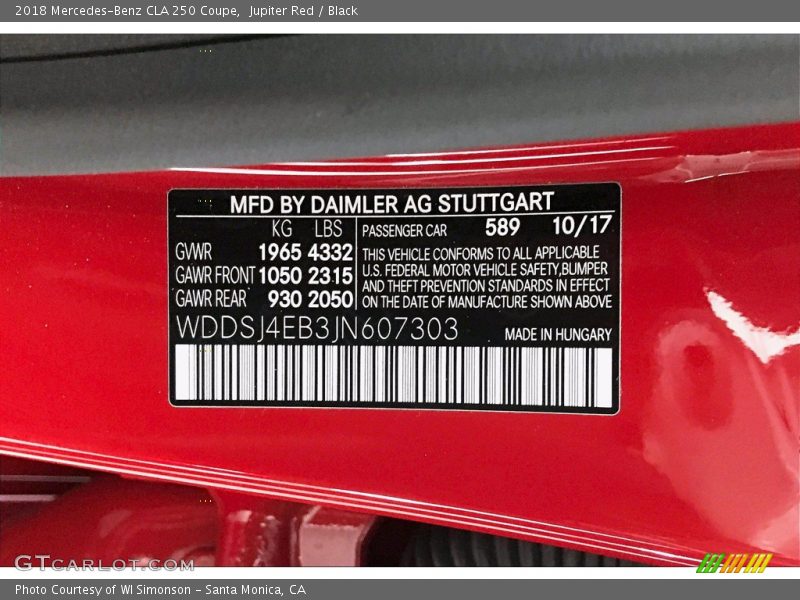 2018 Mercedes-Benz CLA 250 Coupe, Jupiter Red / Black
MFD BY DAIMLER AG STUTTGART
KG LBS
GVWR 1965 4332
GAWR FRONT 1050 2315
GAWR REAR 930 2050
PASSENGER CAR 589 10/17
THIS VEHICLE CONFORMS TO ALL APPLICABLE
U.S. FEDERAL MOTOR VEHICLE SAFETY,BUMPER
AND THEFT PREVENTION STANDARDS IN EFFECT
ON THE DATE OF MANUFACTURE SHOWN ABOVE
WDDSJ4EB3JN607303 MADE IN HUNGARY
GTCARLOT.COM
Photo Courtesy of WI Simonson - Santa Monica, CA